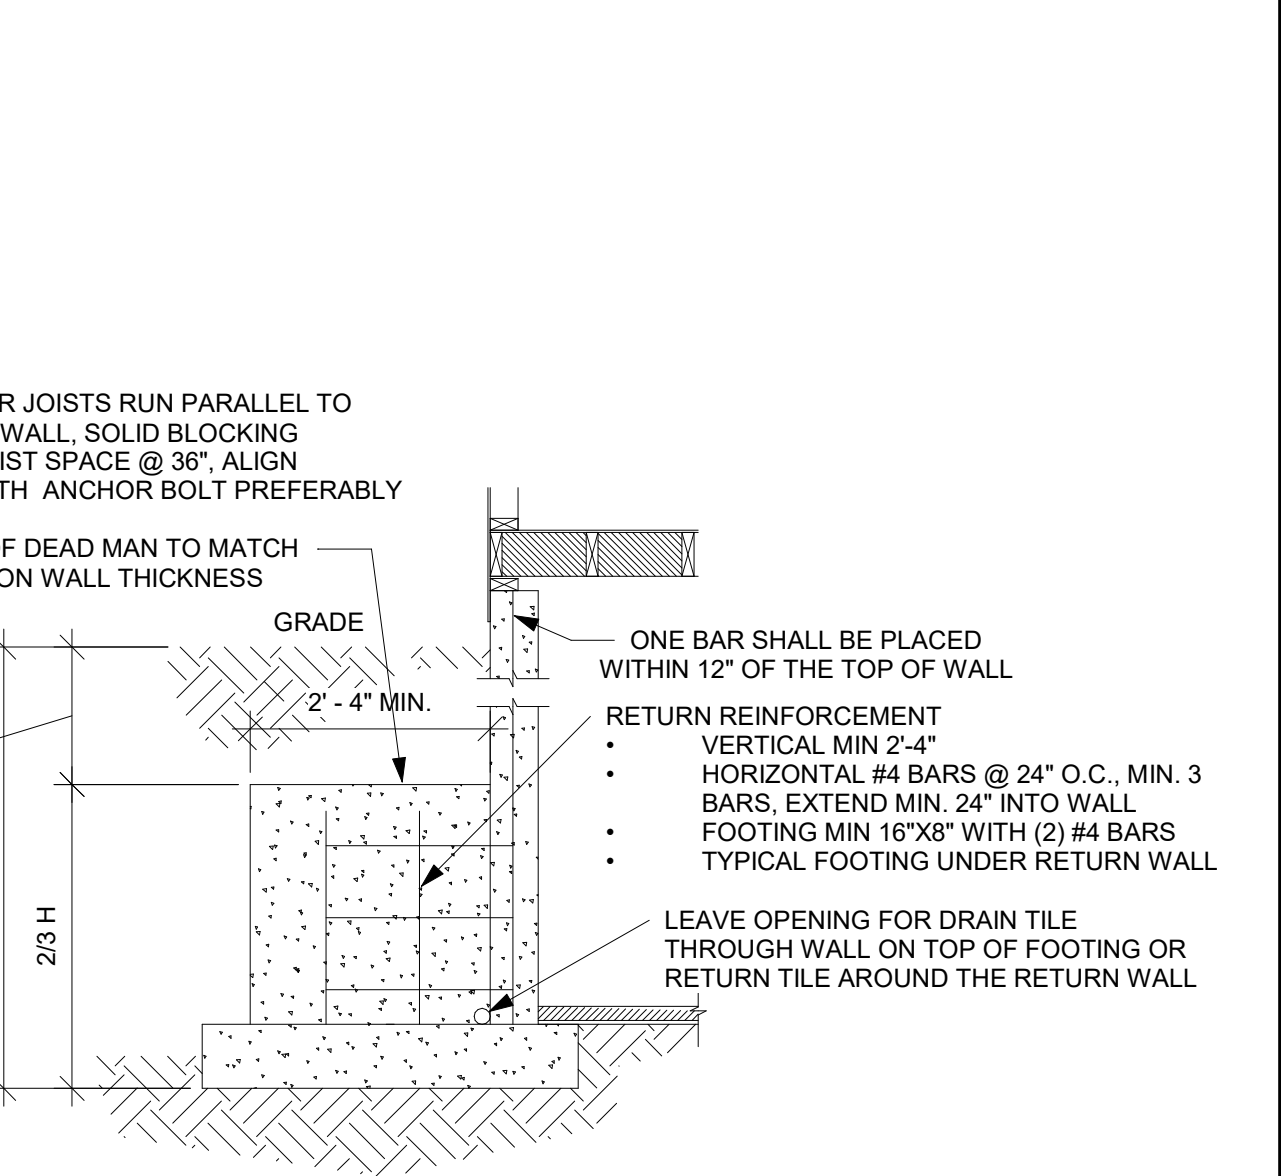 R JOISTS RUN PARALLEL TO
WALL, SOLID BLOCKING
IST SPACE @ 36", ALIGN
TH ANCHOR BOLT PREFERABLY
F DEAD MAN TO MATCH
ON WALL THICKNESS
GRADE
ONE BAR SHALL BE PLACED
WITHIN 12" OF THE TOP OF WALL
2' - 4" MIN.
RETURN REINFORCEMENT
• VERTICAL MIN 2'-4"
• HORIZONTAL #4 BARS @ 24" O.C., MIN. 3
BARS, EXTEND MIN. 24" INTO WALL
• FOOTING MIN 16"X8" WITH (2) #4 BARS
• TYPICAL FOOTING UNDER RETURN WALL
2/3 H
LEAVE OPENING FOR DRAIN TILE
THROUGH WALL ON TOP OF FOOTING OR
RETURN TILE AROUND THE RETURN WALL